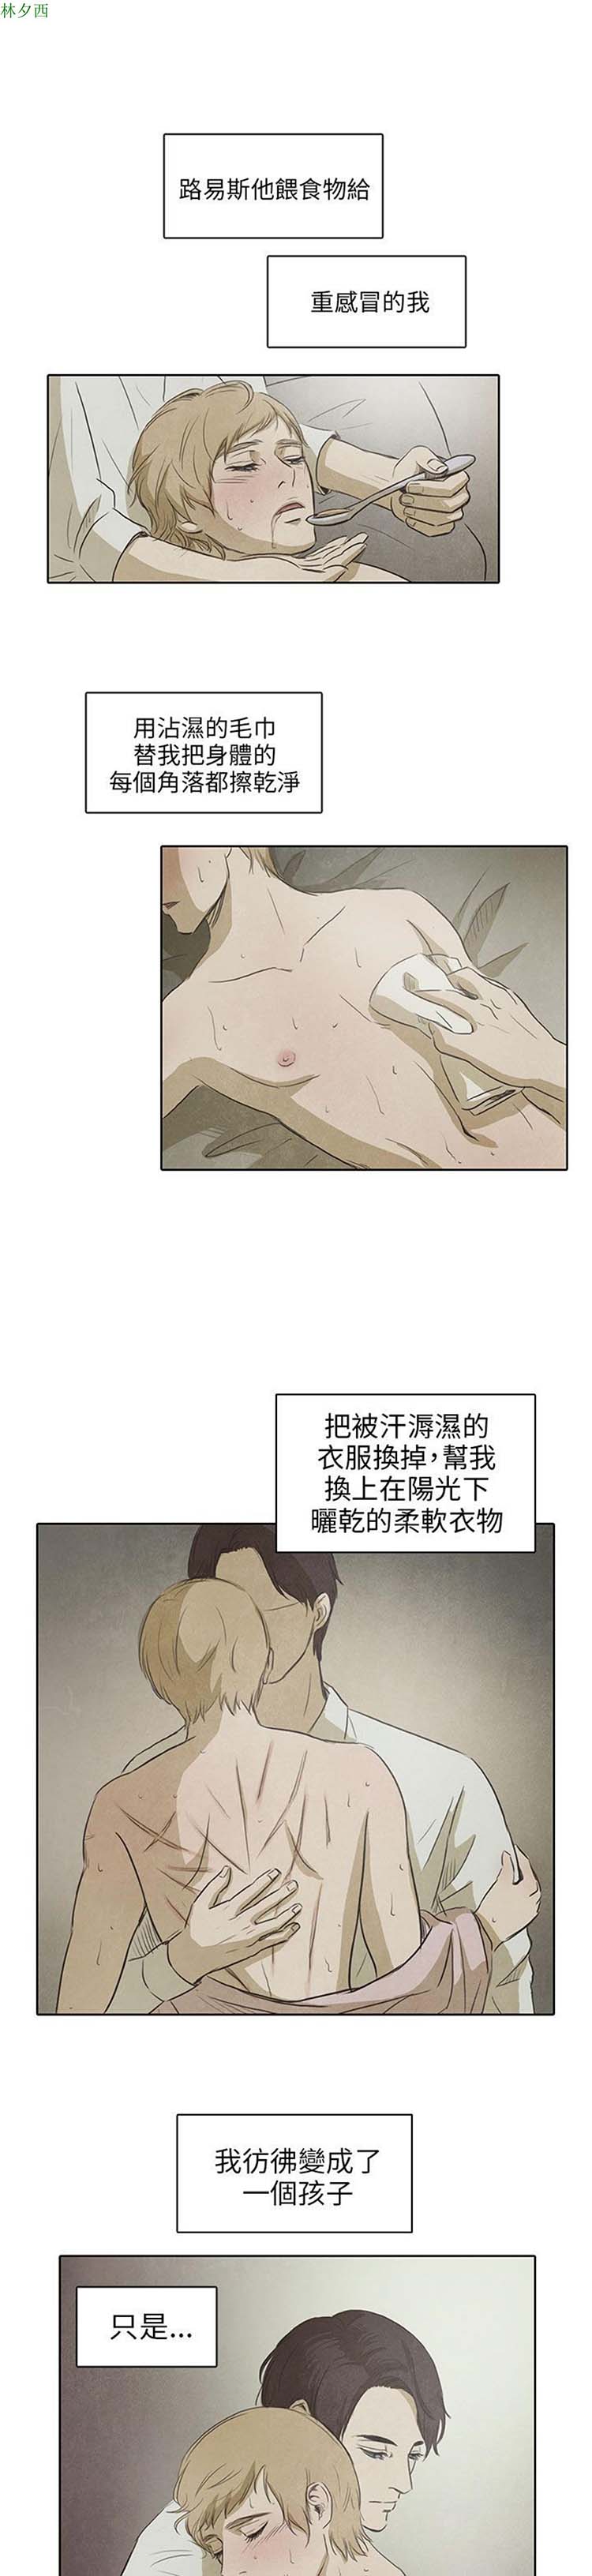 林夕西
路易斯他餵食物給
重感冒的我
用沾濕的毛巾
替我把身體的
每個角落都擦乾淨
把被汗溽濕的
衣服換掉，幫我
換上在陽光下
曬乾的柔軟衣物
我彷彿變成了
一個孩子
只是...